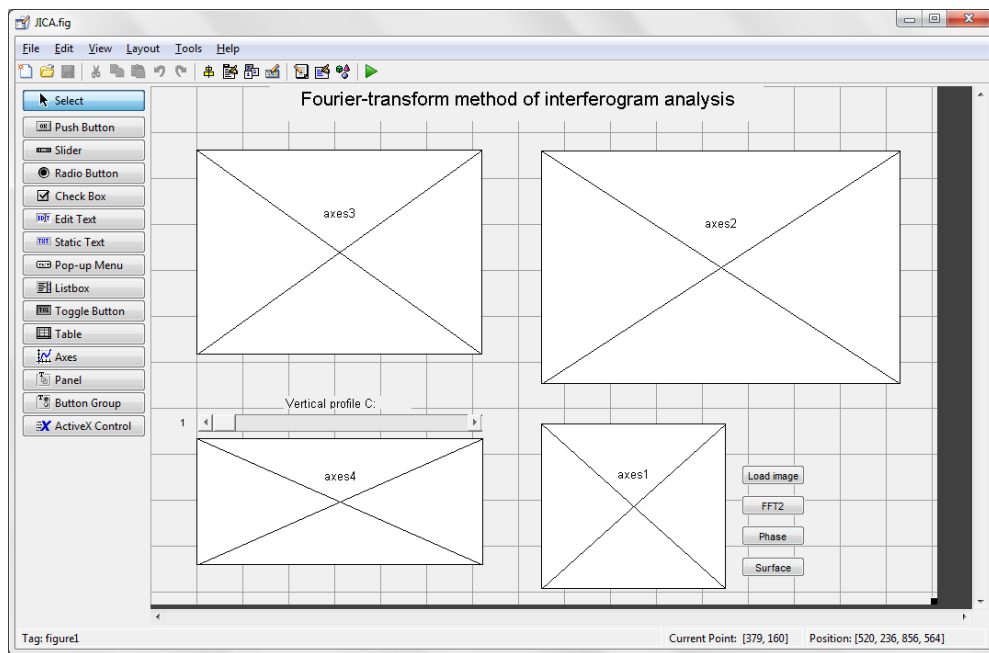 JICA.fig
File Edit View Layout Tools Help
Select
Push Button
Slider
Radio Button
Check Box
Edit Text
Static Text
Pop-up Menu
Listbox
Toggle Button
Table
Axes
Panel
Button Group
ActiveX Control
Fourier-transform method of interferogram analysis
axes3
axes2
Vertical profile C:
1
axes4
axes1
Load image
FFT2
Phase
Surface
Tag: figure1
Current Point: [379, 160] Position: [520, 236, 856, 564]